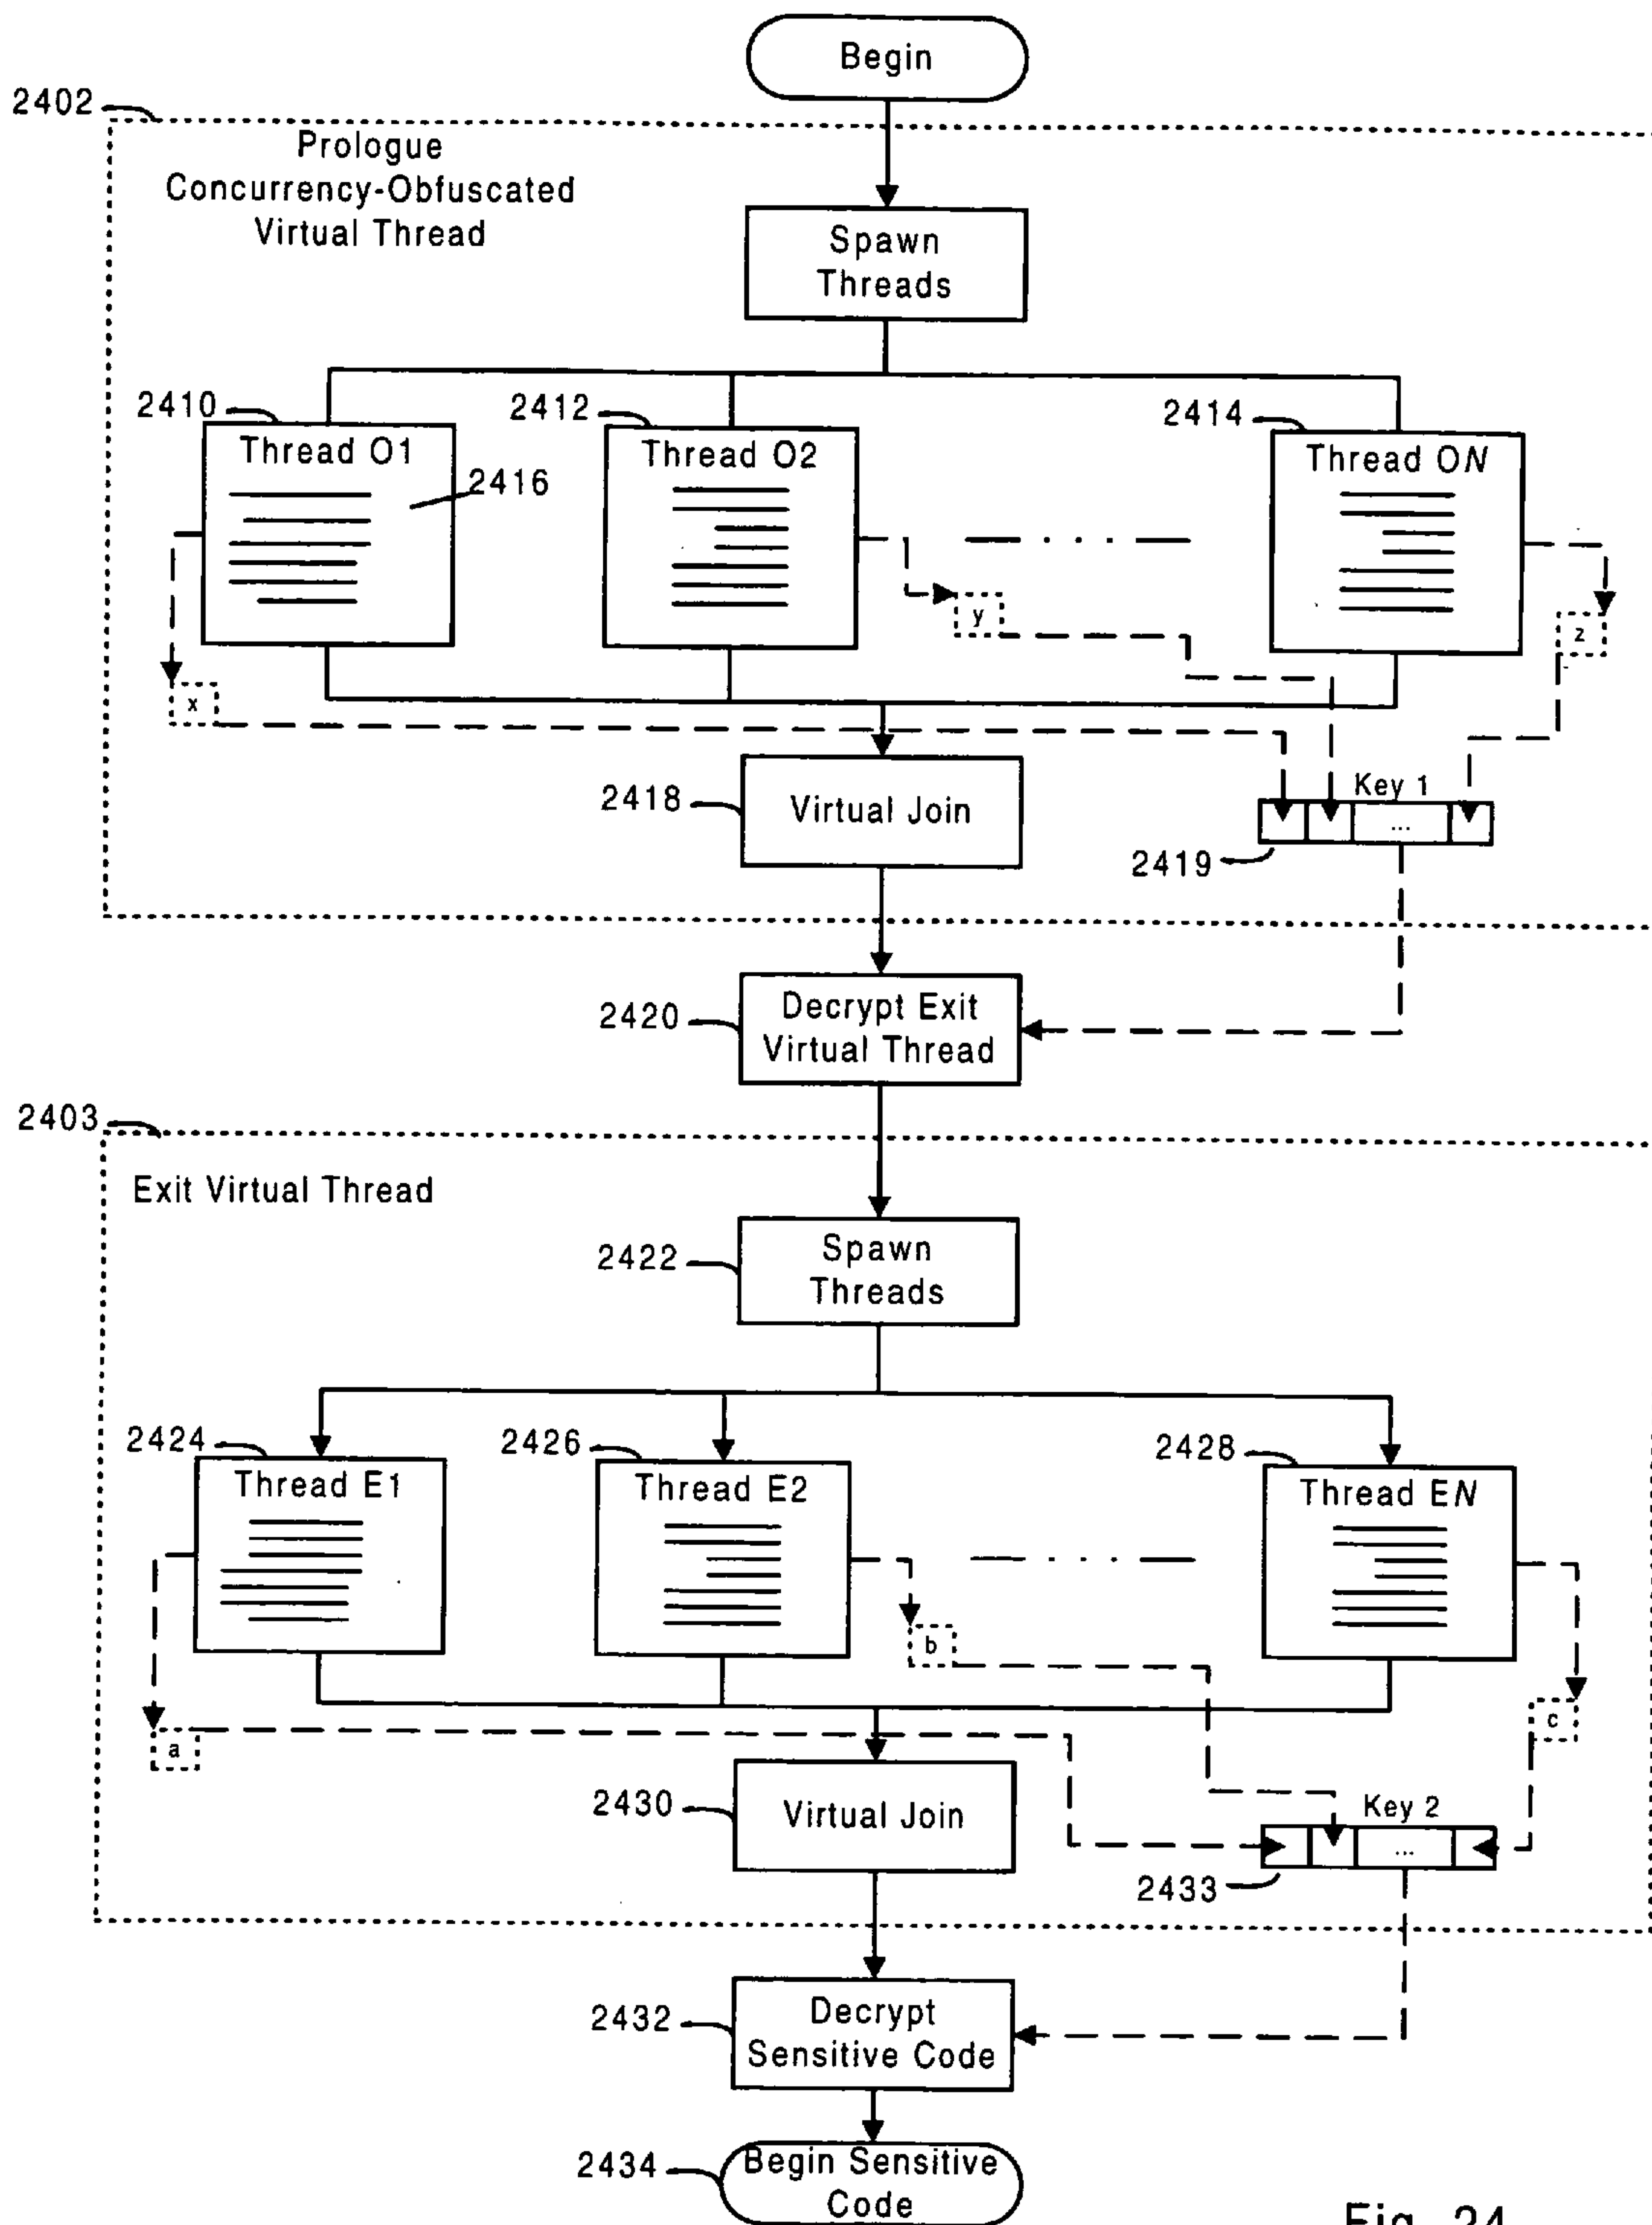 Begin
2402
Prologue
Concurrency-Obfuscated
Virtual Thread
Spawn
Threads
2410
2412
2414
Thread O1
Thread O2
Thread ON
2416
y
z
x
2418
Virtual Join
Key 1
...
2419
2420
Decrypt Exit
Virtual Thread
2403
Exit Virtual Thread
2422
Spawn
Threads
2424
2426
2428
Thread E1
Thread E2
Thread EN
b
c
a
2430
Virtual Join
Key 2
...
2433
2432
Decrypt
Sensitive Code
2434
Begin Sensitive
Code
Fig. 24